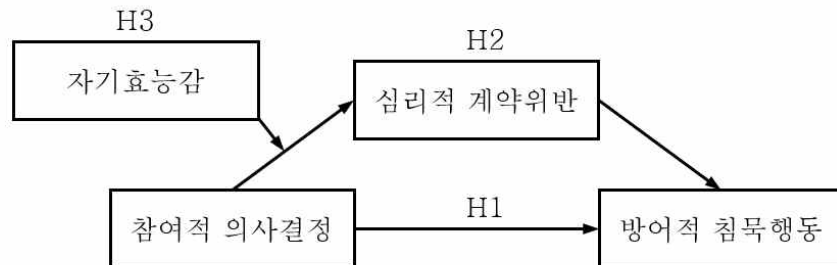 H3
자기효능감
H2
심리적 계약위반
참여적 의사결정
H1
방어적 침묵행동